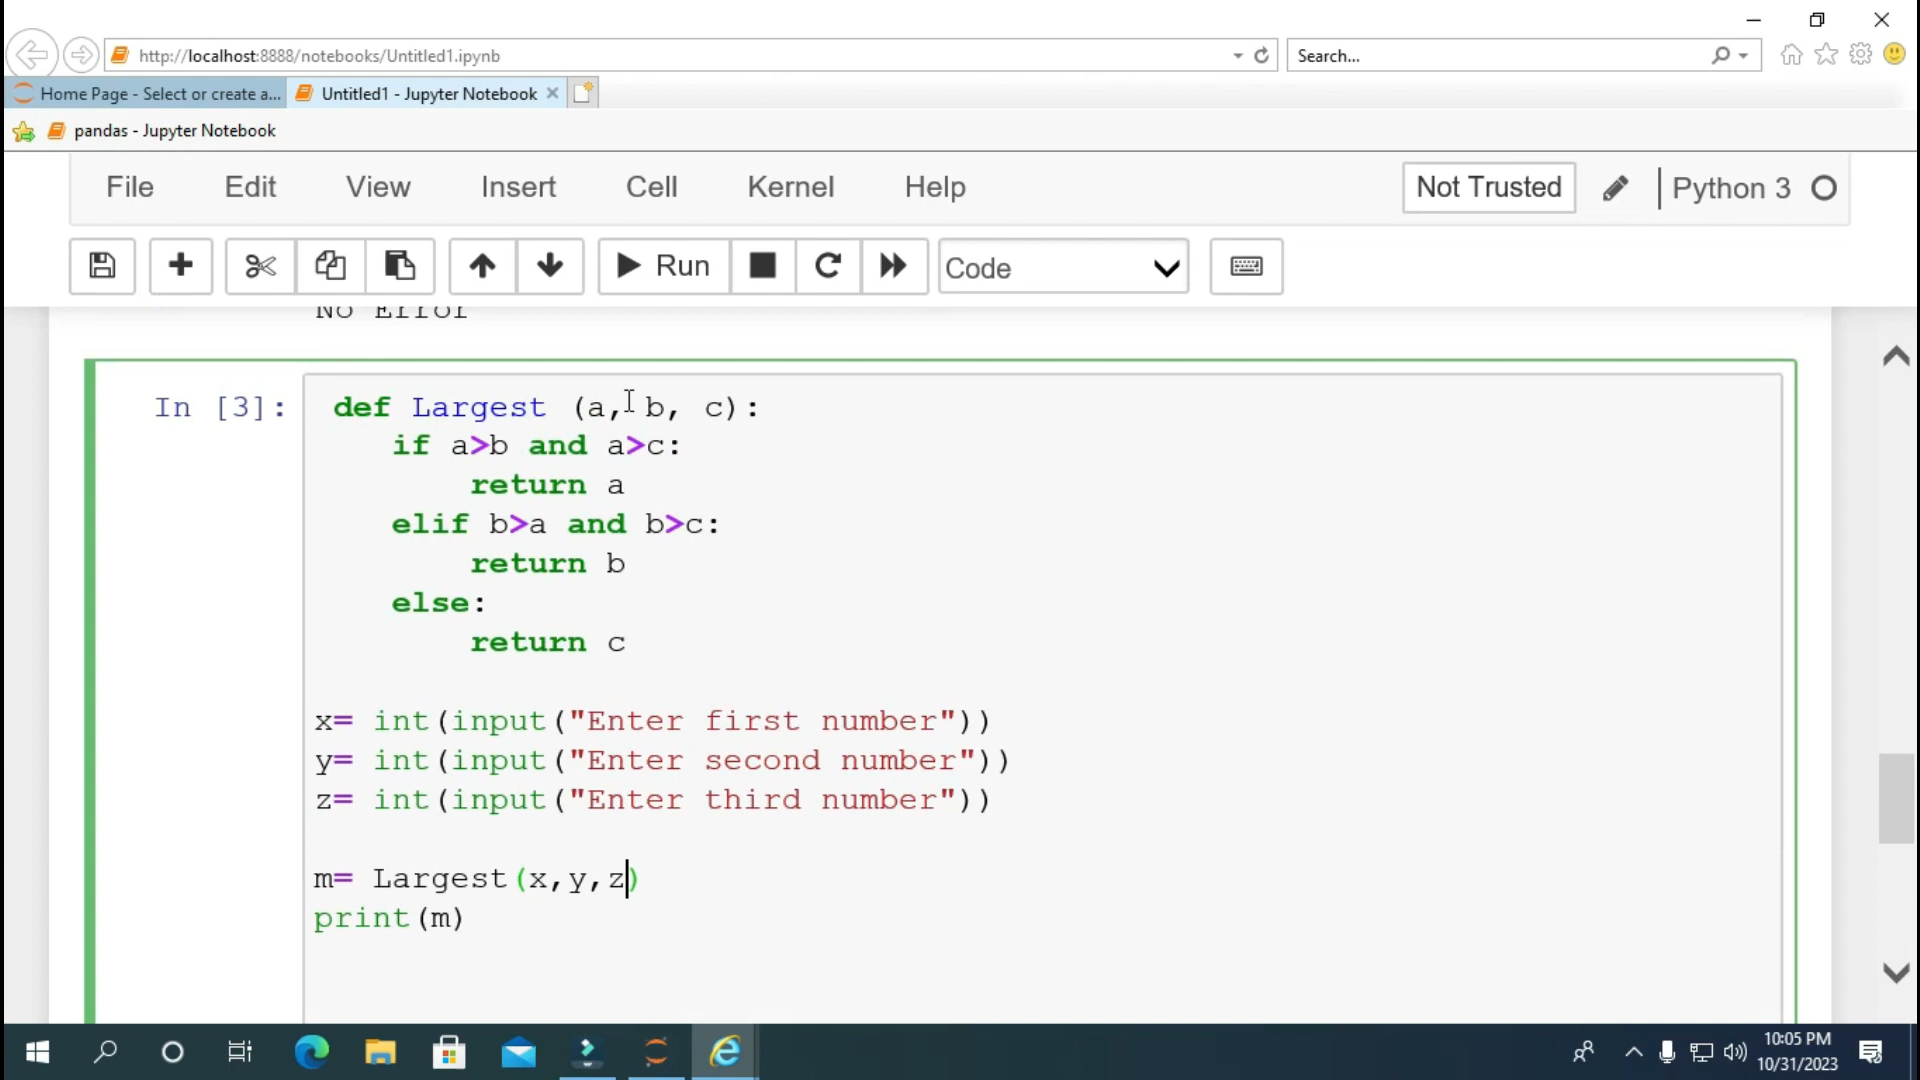 http://localhost:8888/notebooks/Untitled1.ipynb
Search...
Home Page - Select or create a...
Untitled1 - Jupyter Notebook
pandas - Jupyter Notebook
File Edit View Insert Cell Kernel Help
Not Trusted
Python 3
Run
Code
No Error
In [3]:
def Largest (a, b, c):
if a>b and a>c:
return a
elif b>a and b>c:
return b
else:
return c
x= int(input("Enter first number"))
y= int(input("Enter second number"))
z= int(input("Enter third number"))
m= Largest(x,y,z)
print(m)
10:05 PM
10/31/2023